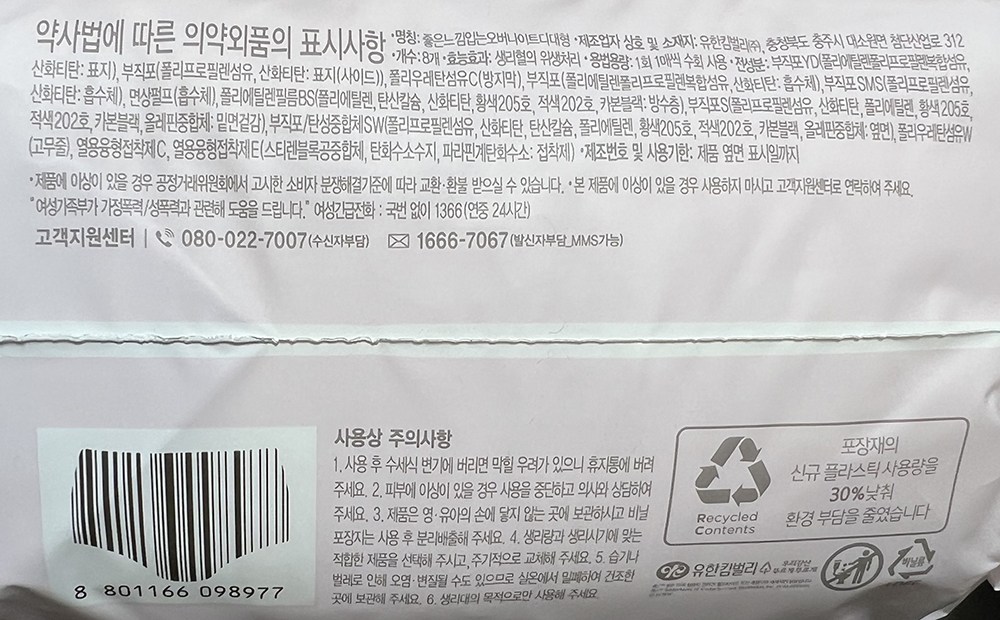 약사법에 따른 의약외품의 표시사항 •명칭: 좋은느낌입는오버나이트디대형 •제조업자 상호 및 소재지: 유한킴벌리㈜, 충청북도 충주시 대소원면 첨단산업로 312
•개수: 8개 •효능효과: 생리혈의 위생처리 •용법용량: 1회 1매씩 수회 사용 •전성분: 부직포YD(폴리에틸렌폴리프로필렌복합섬유,
산화티탄: 표지), 부직포(폴리프로필렌섬유, 산화티탄: 표지(사이드)), 폴리우레탄섬유C(방지막), 부직포(폴리에틸렌폴리프로필렌복합섬유, 산화티탄: 흡수체), 부직포SMS(폴리프로필렌섬유,
산화티탄: 흡수체), 면상펄프(흡수체), 폴리에틸렌필름BS(폴리에틸렌, 탄산칼슘, 산화티탄, 황색205호, 적색202호, 카본블랙: 방수층), 부직포S(폴리프로필렌섬유, 산화티탄, 폴리에틸렌, 황색205호,
적색202호, 카본블랙, 올레핀중합체: 밑면겉감), 부직포/탄성중합체SW(폴리프로필렌섬유, 산화티탄, 탄산칼슘, 폴리에틸렌, 황색205호, 적색202호, 카본블랙, 올레핀중합체: 옆면), 폴리우레탄섬유W
(고무줄), 열용융형접착제C, 열용융형접착제E(스티렌블록공중합체, 탄화수소수지, 파라핀계탄화수소: 접착제) •제조번호 및 사용기한: 제품 옆면 표시일까지
•제품에 이상이 있을 경우 공정거래위원회에서 고시한 소비자 분쟁해결기준에 따라 교환·환불 받으실 수 있습니다. •본 제품에 이상이 있을 경우 사용하지 마시고 고객지원센터로 연락하여 주세요.
"여성가족부가 가정폭력/성폭력과 관련해 도움을 드립니다." 여성긴급전화 : 국번 없이 1366 (연중 24시간)
고객지원센터 | 080-022-7007 (수신자부담) 1666-7067 (발신자부담_MMS가능)
사용상 주의사항
1. 사용 후 수세식 변기에 버리면 막힐 우려가 있으니 휴지통에 버려
주세요. 2. 피부에 이상이 있을 경우 사용을 중단하고 의사와 상담하여
주세요. 3. 제품은 영·유아의 손에 닿지 않는 곳에 보관하시고 비닐
포장지는 사용 후 분리배출해 주세요. 4. 생리량과 생리시기에 맞는
적합한 제품을 선택해 주시고, 주기적으로 교체해 주세요. 5. 습기나
벌레로 인해 오염·변질될 수도 있으므로 실온에서 밀폐하여 건조한
곳에 보관해 주세요. 6. 생리대의 목적으로만 사용해 주세요.
8 801166 098977
Recycled
Contents
포장재의
신규 플라스틱 사용량을
30%낮춰
환경 부담을 줄였습니다
유한킴벌리
우리강산
푸르게푸르게
비닐류